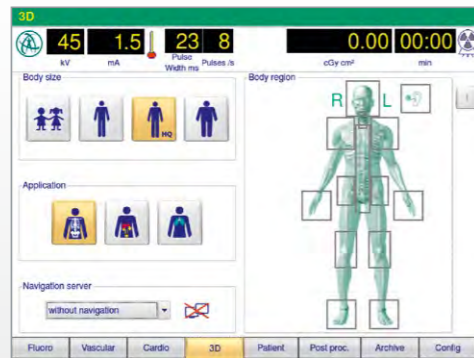 3D
45 1.5 23 8 0.00 00:00
kV mA Pulse Width ms Pulses /s cGy cm² min
Body size
HQ
Body region
R L
Application
Navigation server
without navigation
Fluoro Vascular Cardio 3D Patient Post proc. Archive Config